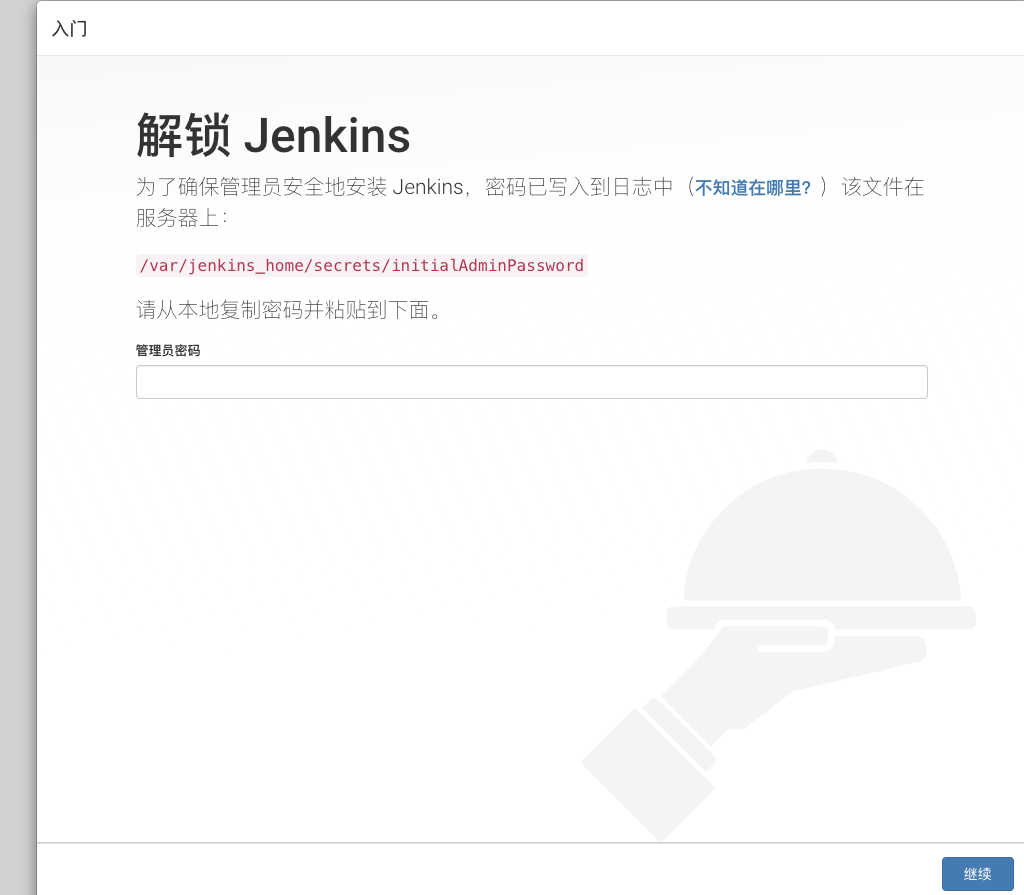 入门
解锁 Jenkins
为了确保管理员安全地安装 Jenkins，密码已写入到日志中（不知道在哪里？）该文件在
服务器上：
/var/jenkins_home/secrets/initialAdminPassword
请从本地复制密码并粘贴到下面。
管理员密码
继续